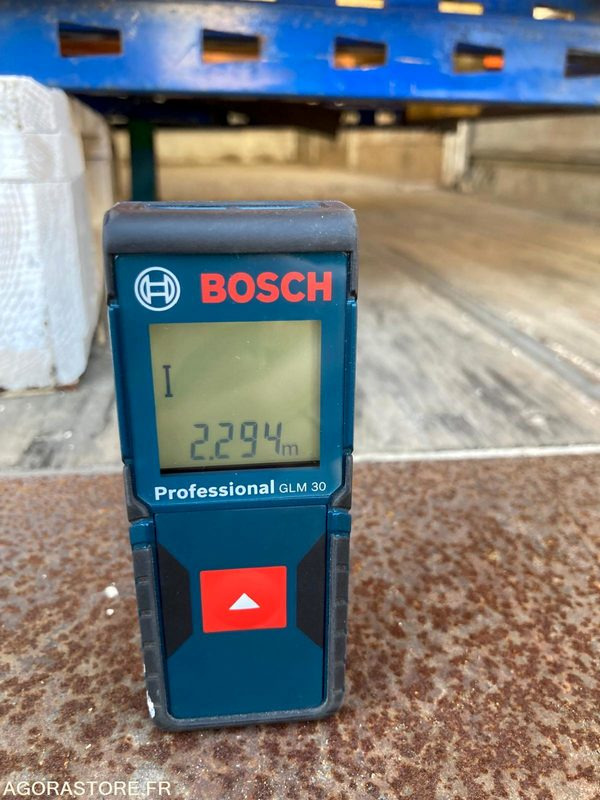 BOSCH
2.294m
Professional GLM 30
AGORASTORE.FR